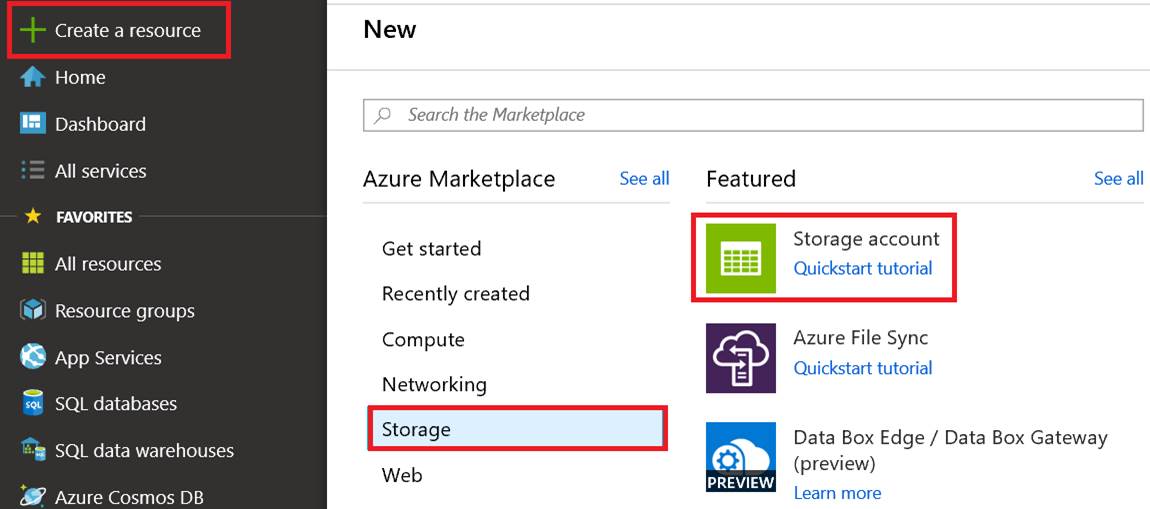 Create a resource
Home
Dashboard
All services
FAVORITES
All resources
Resource groups
App Services
SQL
SQL databases
SQL data warehouses
Azure Cosmos DB
New
Search the Marketplace
Azure Marketplace
See all
Get started
Recently created
Compute
Networking
Storage
Web
Featured
See all
Storage account
Quickstart tutorial
Azure File Sync
Quickstart tutorial
PREVIEW
Data Box Edge / Data Box Gateway
(preview)
Learn more